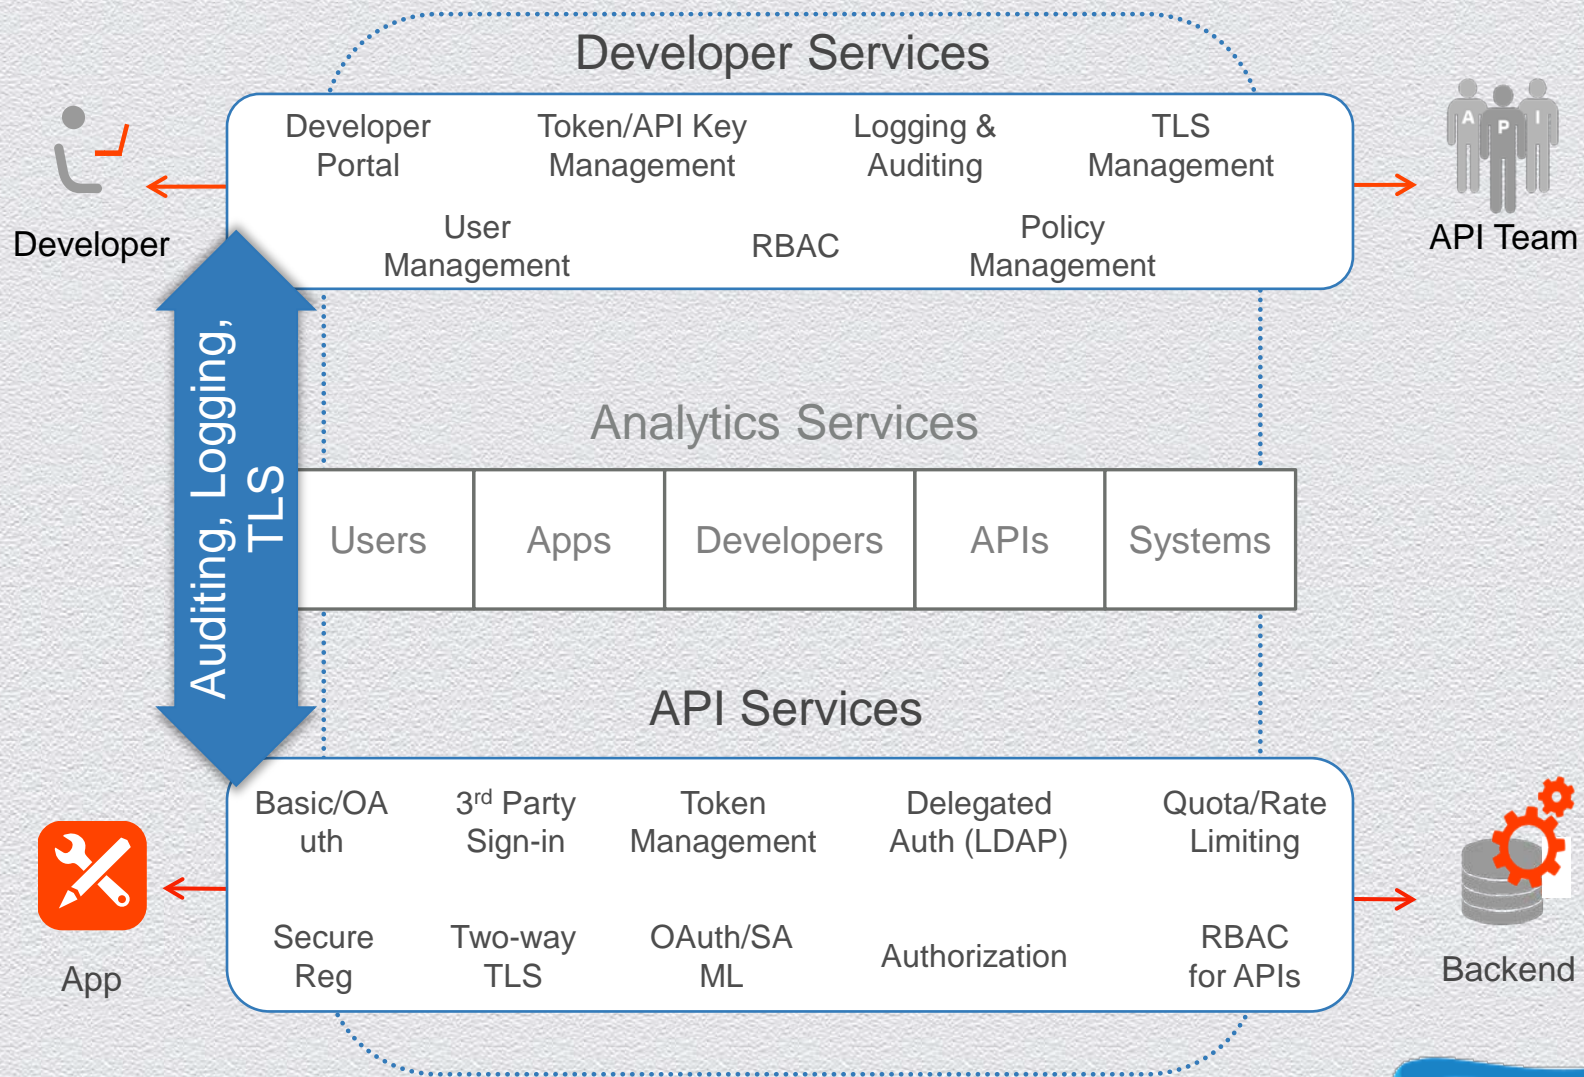 Developer Services
Developer
Portal
Token/API Key
Management
Logging &
Auditing
TLS
Management
User
Management
RBAC
Policy
Management
Developer
A P I
API Team
Auditing, Logging,
TLS
Analytics Services
Users
Apps
Developers
APIs
Systems
API Services
Basic/OA
uth
3rd Party
Sign-in
Token
Management
Delegated
Auth (LDAP)
Quota/Rate
Limiting
Secure
Reg
Two-way
TLS
OAuth/SA
ML
Authorization
RBAC
for APIs
App
Backend